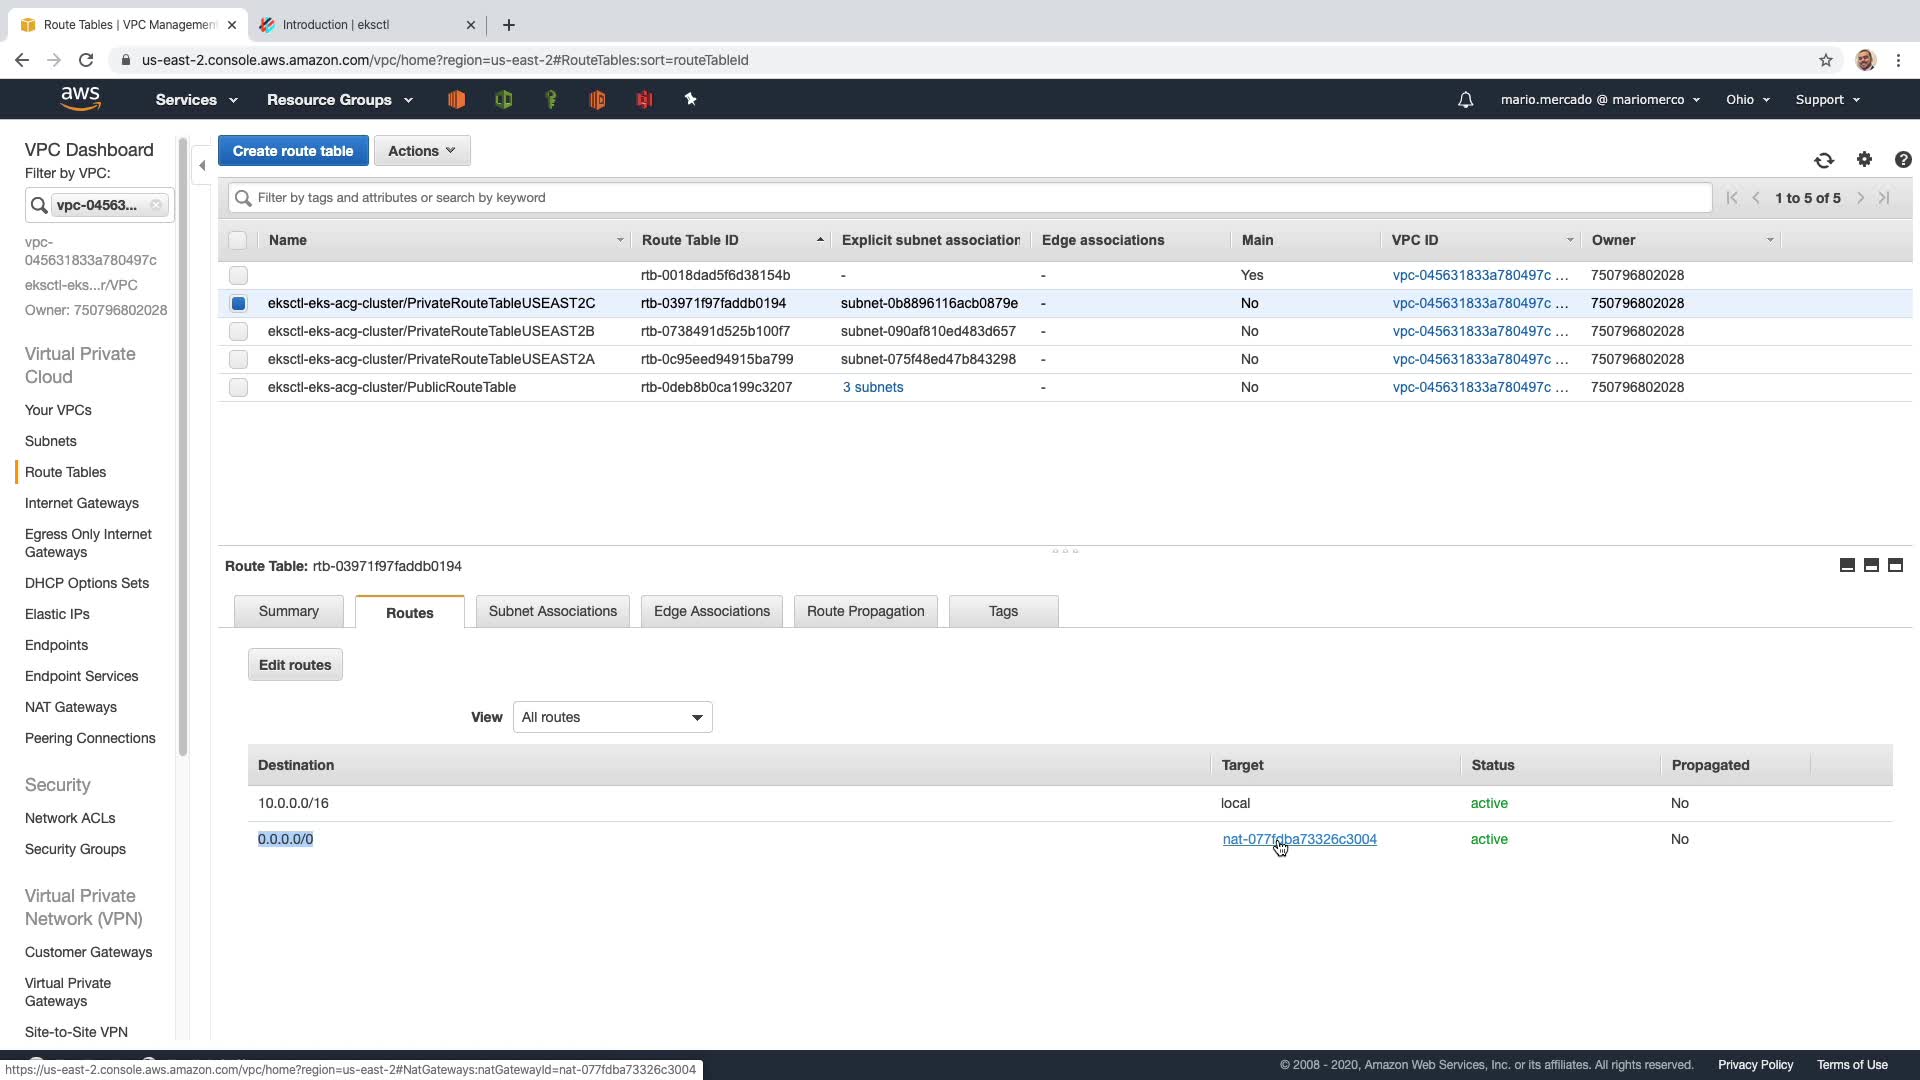 Route Tables | VPC Management
Introduction | eksctl
us-east-2.console.aws.amazon.com/vpc/home?region=us-east-2#RouteTables:sort=routeTableId
aws
Services
Resource Groups
mario.mercado @ mariomerco
Ohio
Support
VPC Dashboard
Filter by VPC:
vpc-04563...
vpc-
045631833a780497c
eksctl-eks...r/VPC
Owner: 750796802028
Virtual Private
Cloud
Your VPCs
Subnets
Route Tables
Internet Gateways
Egress Only Internet
Gateways
DHCP Options Sets
Elastic IPs
Endpoints
Endpoint Services
NAT Gateways
Peering Connections
Security
Network ACLs
Security Groups
Virtual Private
Network (VPN)
Customer Gateways
Virtual Private
Gateways
Site-to-Site VPN
Create route table
Actions
Filter by tags and attributes or search by keyword
1 to 5 of 5
Name Route Table ID Explicit subnet association Edge associations Main VPC ID Owner
rtb-0018dad5f6d38154b - - Yes vpc-045631833a780497c ... 750796802028
eksctl-eks-acg-cluster/PrivateRouteTableUSEAST2C rtb-03971f97faddb0194 subnet-0b8896116acb0879e - No vpc-045631833a780497c ... 750796802028
eksctl-eks-acg-cluster/PrivateRouteTableUSEAST2B rtb-0738491d525b100f7 subnet-090af810ed483d657 - No vpc-045631833a780497c ... 750796802028
eksctl-eks-acg-cluster/PrivateRouteTableUSEAST2A rtb-0c95eed94915ba799 subnet-075f48ed47b843298 - No vpc-045631833a780497c ... 750796802028
eksctl-eks-acg-cluster/PublicRouteTable rtb-0deb8b0ca199c3207 3 subnets - No vpc-045631833a780497c ... 750796802028
Route Table: rtb-03971f97faddb0194
Summary
Routes
Subnet Associations
Edge Associations
Route Propagation
Tags
Edit routes
View All routes
Destination Target Status Propagated
10.0.0.0/16 local active No
0.0.0.0/0 nat-077fdba73326c3004 active No
https://us-east-2.console.aws.amazon.com/vpc/home?region=us-east-2#NatGateways:natGatewayId=nat-077fdba73326c3004
© 2008 - 2020, Amazon Web Services, Inc. or its affiliates. All rights reserved.
Privacy Policy
Terms of Use